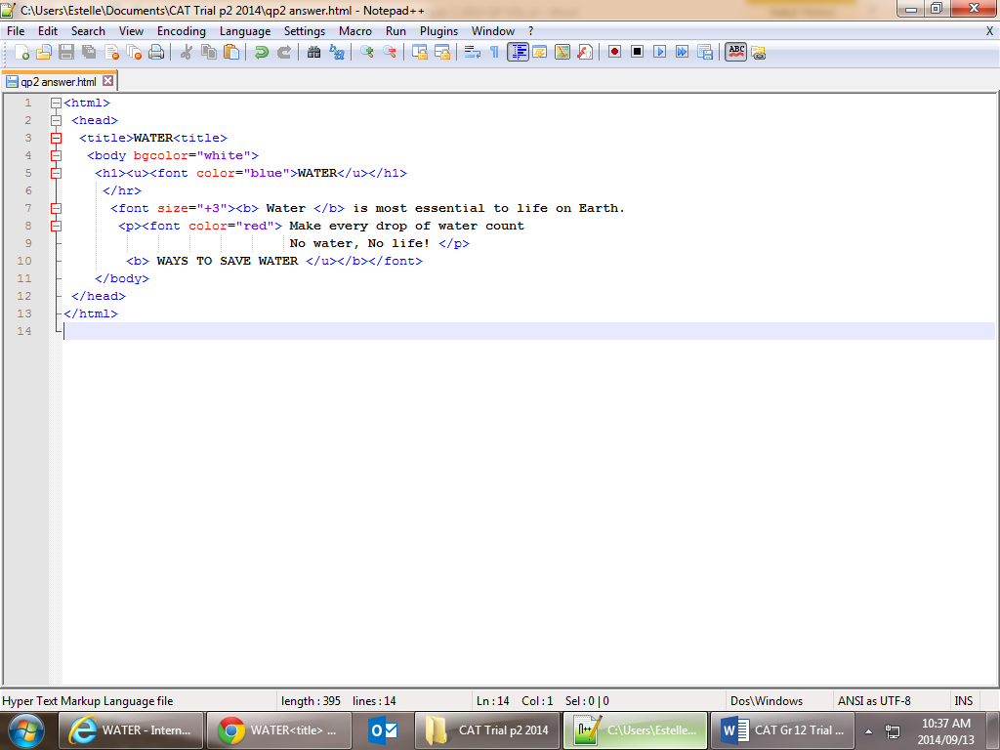 C:\Users\Estelle\Documents\CAT Trial p2 2014\qp2 answer.html - Notepad++
File Edit Search View Encoding Language Settings Macro Run Plugins Window ? X
ABC
qp2 answer.html
1 <html>
2 <head>
3 <title>WATER<title>
4 <body bgcolor="white">
5 <h1><u><font color="blue">WATER</u></h1>
6 </hr>
7 <font size="+3"><b> Water </b> is most essential to life on Earth.
8 <p><font color="red"> Make every drop of water count
9 No water, No life! </p>
10 <b> WAYS TO SAVE WATER </u></b></font>
11 </body>
12 </head>
13 </html>
14
Hyper Text Markup Language file length : 395 lines : 14 Ln : 14 Col : 1 Sel : 0 | 0 Dos\Windows ANSI as UTF-8 INS
WATER - Intern... WATER<title> ... CAT Trial p2 2014 C:\Users\Estelle... CAT Gr12 Trial ... 10:37 AM
2014/09/13